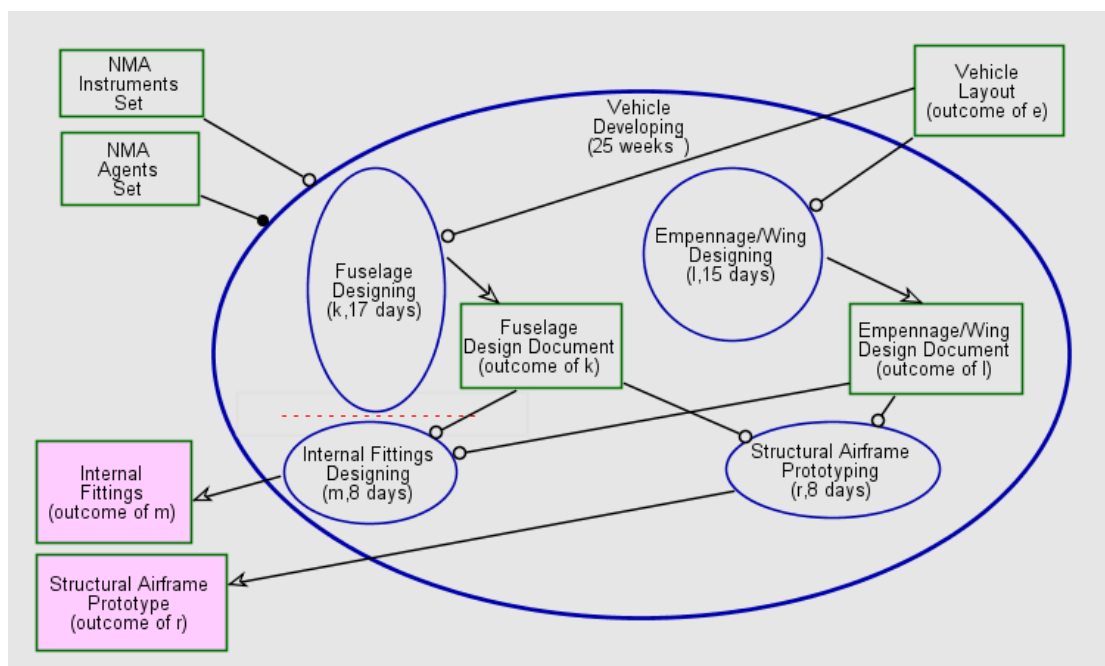 NMA
Instruments
Set
NMA
Agents
Set
Vehicle
Developing
(25 weeks )
Vehicle
Layout
(outcome of e)
Fuselage
Designing
(k,17 days)
Empennage/Wing
Designing
(l,15 days)
Fuselage
Design Document
(outcome of k)
Empennage/Wing
Design Document
(outcome of l)
Internal Fittings
Designing
(m,8 days)
Structural Airframe
Prototyping
(r,8 days)
Internal
Fittings
(outcome of m)
Structural Airframe
Prototype
(outcome of r)